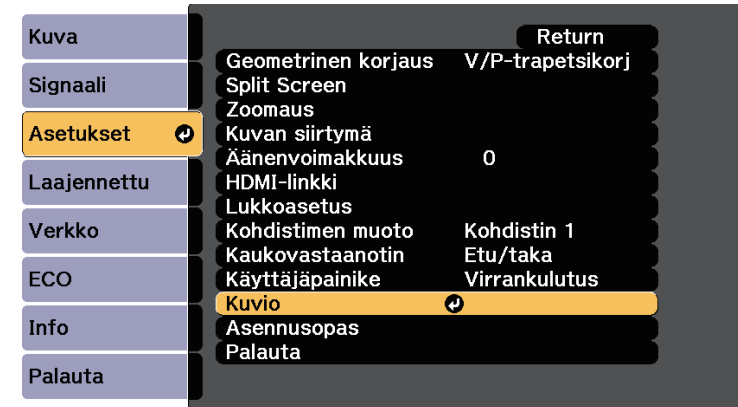 Kuva
Signaali
Asetukset
Laajennettu
Verkko
ECO
Info
Palauta
Return
Geometrinen korjaus V/P-trapetsikorj
Split Screen
Zoomaus
Kuvan siirtymä
Äänenvoimakkuus 0
HDMI-linkki
Lukkoasetus
Kohdistimen muoto Kohdistin 1
Kaukovastaanotin Etu/taka
Käyttäjäpainike Virrankulutus
Kuvio
Asennusopas
Palauta